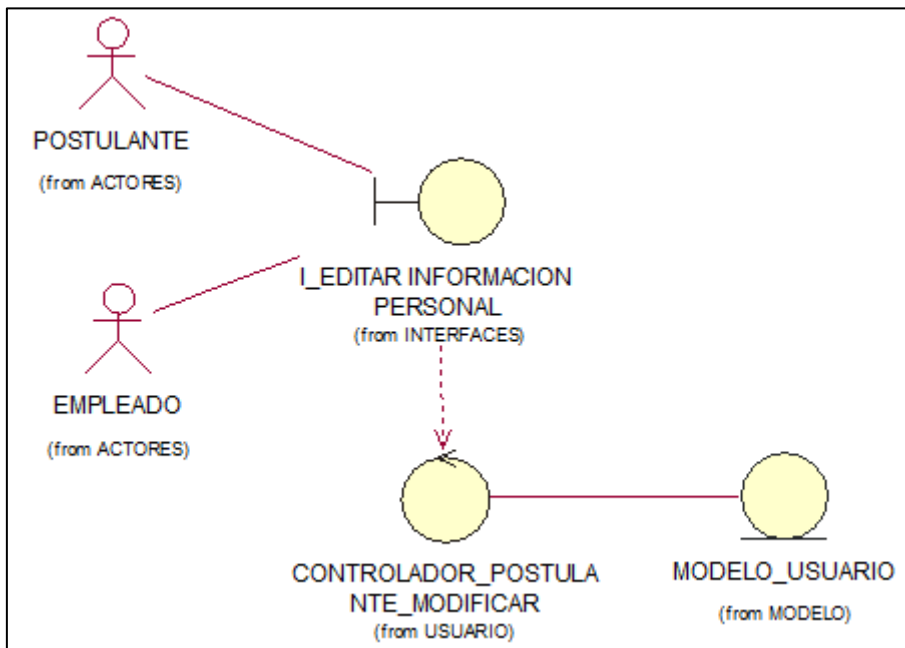 POSTULANTE
(from ACTORES)
I_EDITAR INFORMACION
PERSONAL
(from INTERFACES)
EMPLEADO
(from ACTORES)
CONTROLADOR_POSTULA
NTE_MODIFICAR
(from USUARIO)
MODELO_USUARIO
(from MODELO)